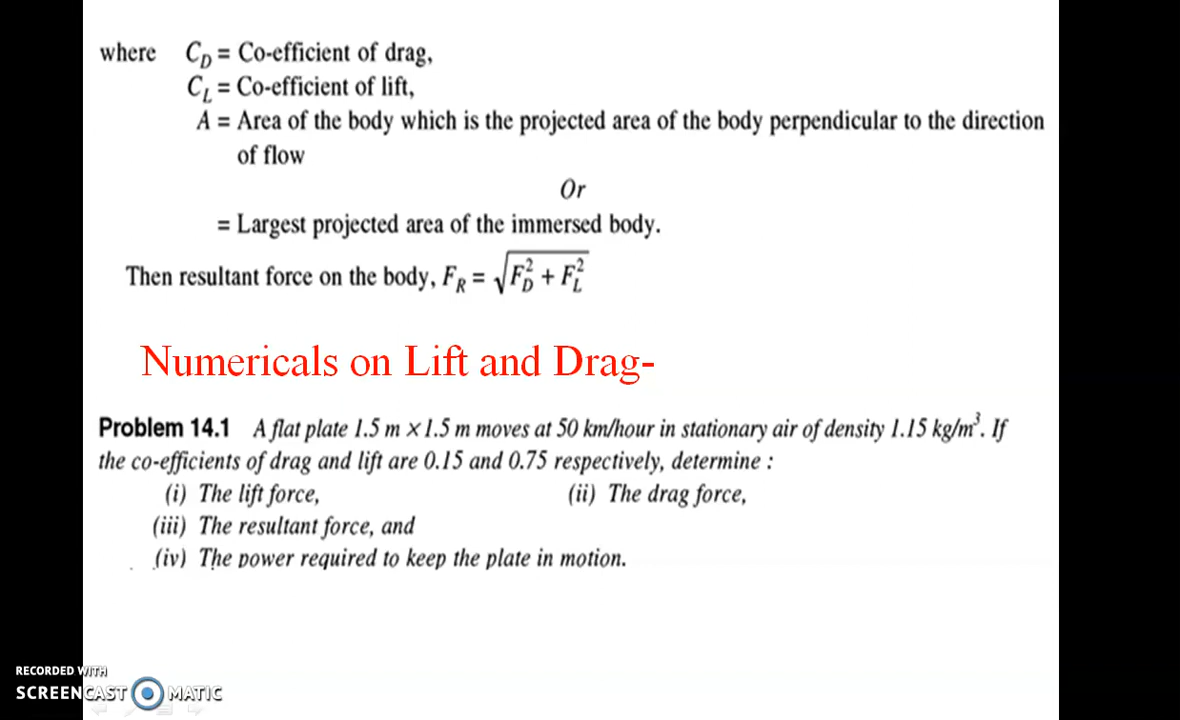 where C_D = Co-efficient of drag,
C_L = Co-efficient of lift,
A = Area of the body which is the projected area of the body perpendicular to the direction
of flow
Or
= Largest projected area of the immersed body.
Then resultant force on the body, F_R = √(F_D² + F_L²)
Numericals on Lift and Drag-
Problem 14.1 A flat plate 1.5 m × 1.5 m moves at 50 km/hour in stationary air of density 1.15 kg/m³. If
the co-efficients of drag and lift are 0.15 and 0.75 respectively, determine :
(i) The lift force, (ii) The drag force,
(iii) The resultant force, and
(iv) The power required to keep the plate in motion.
RECORDED WITH
SCREENCAST MATIC